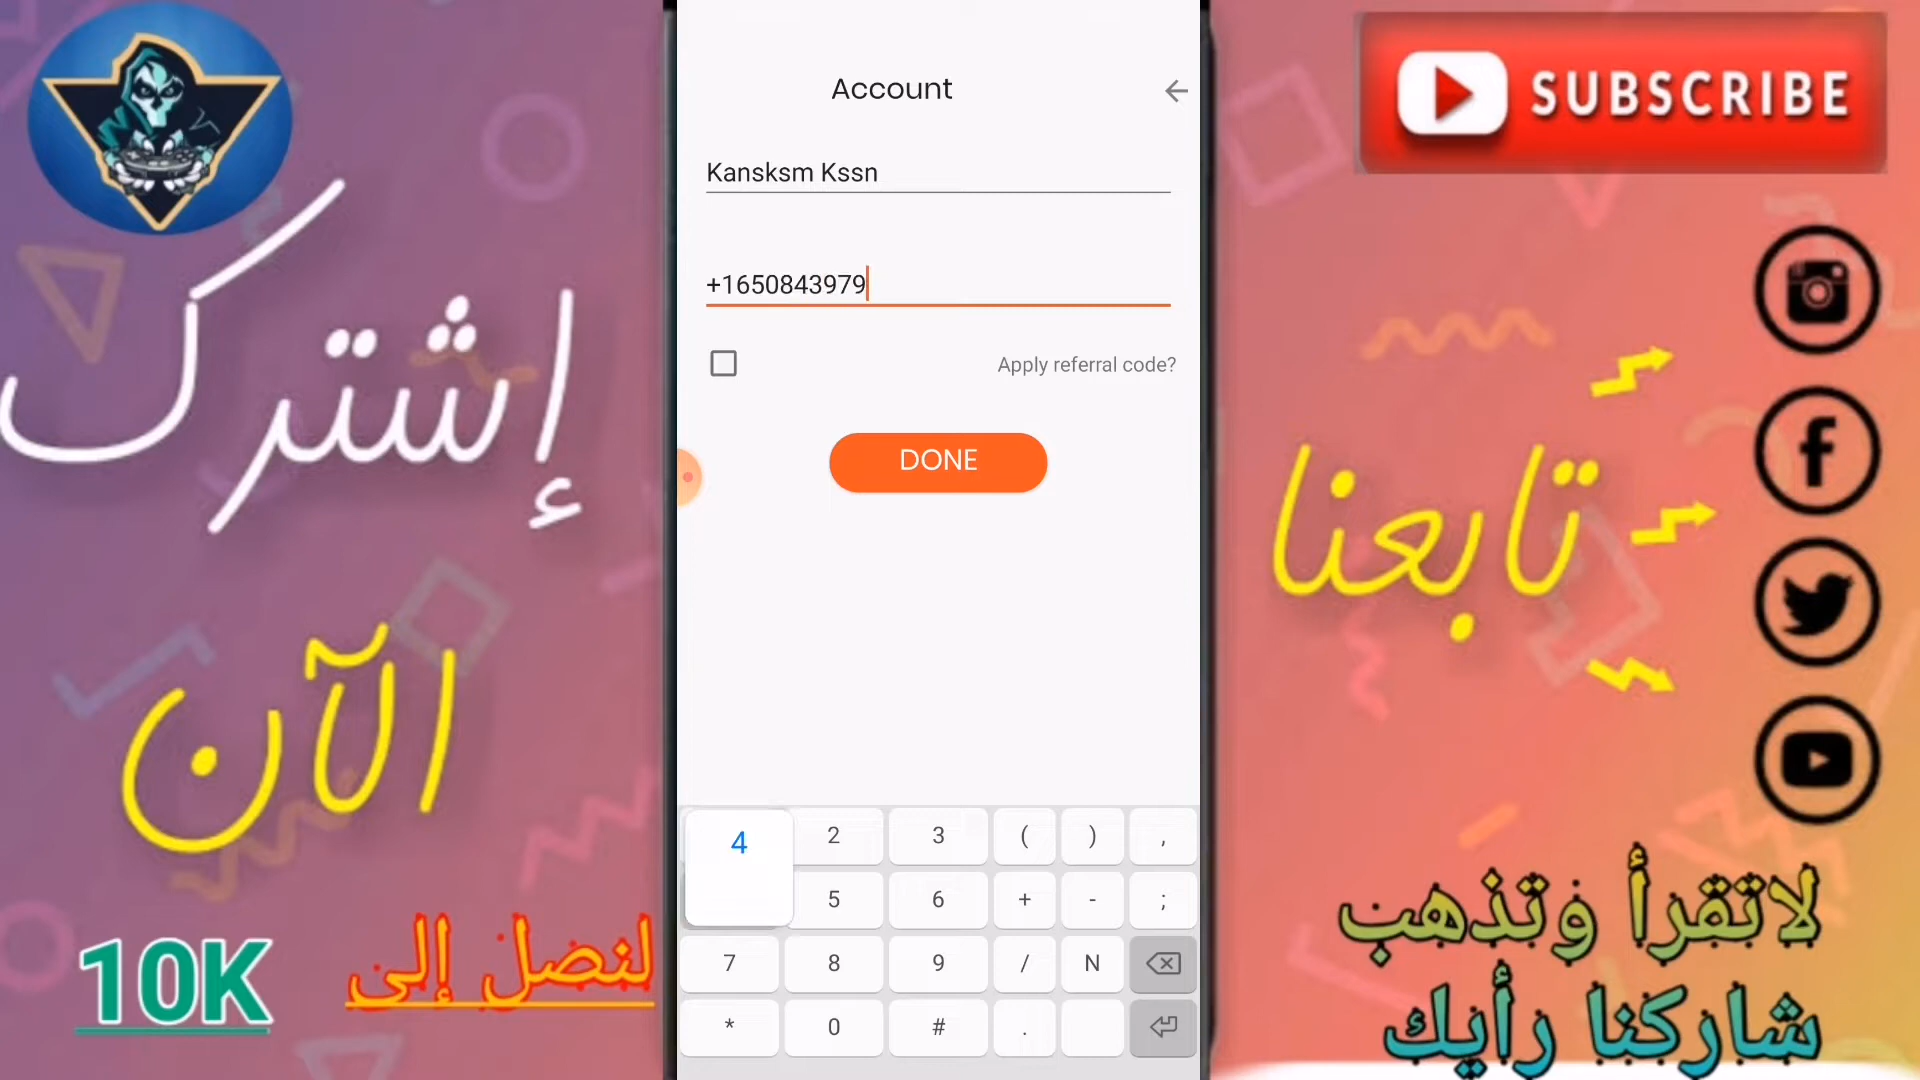 Account
Kansksm Kssn
+1650843979
Apply referral code?
DONE
4 2 3 ( ) ,
5 6 + - ;
7 8 9 / N
* 0 # .
إشترك
الآن
لنصل إلى 10K
SUBSCRIBE
تابعنا
لاتقرأ وتذهب
شاركنا رأيك